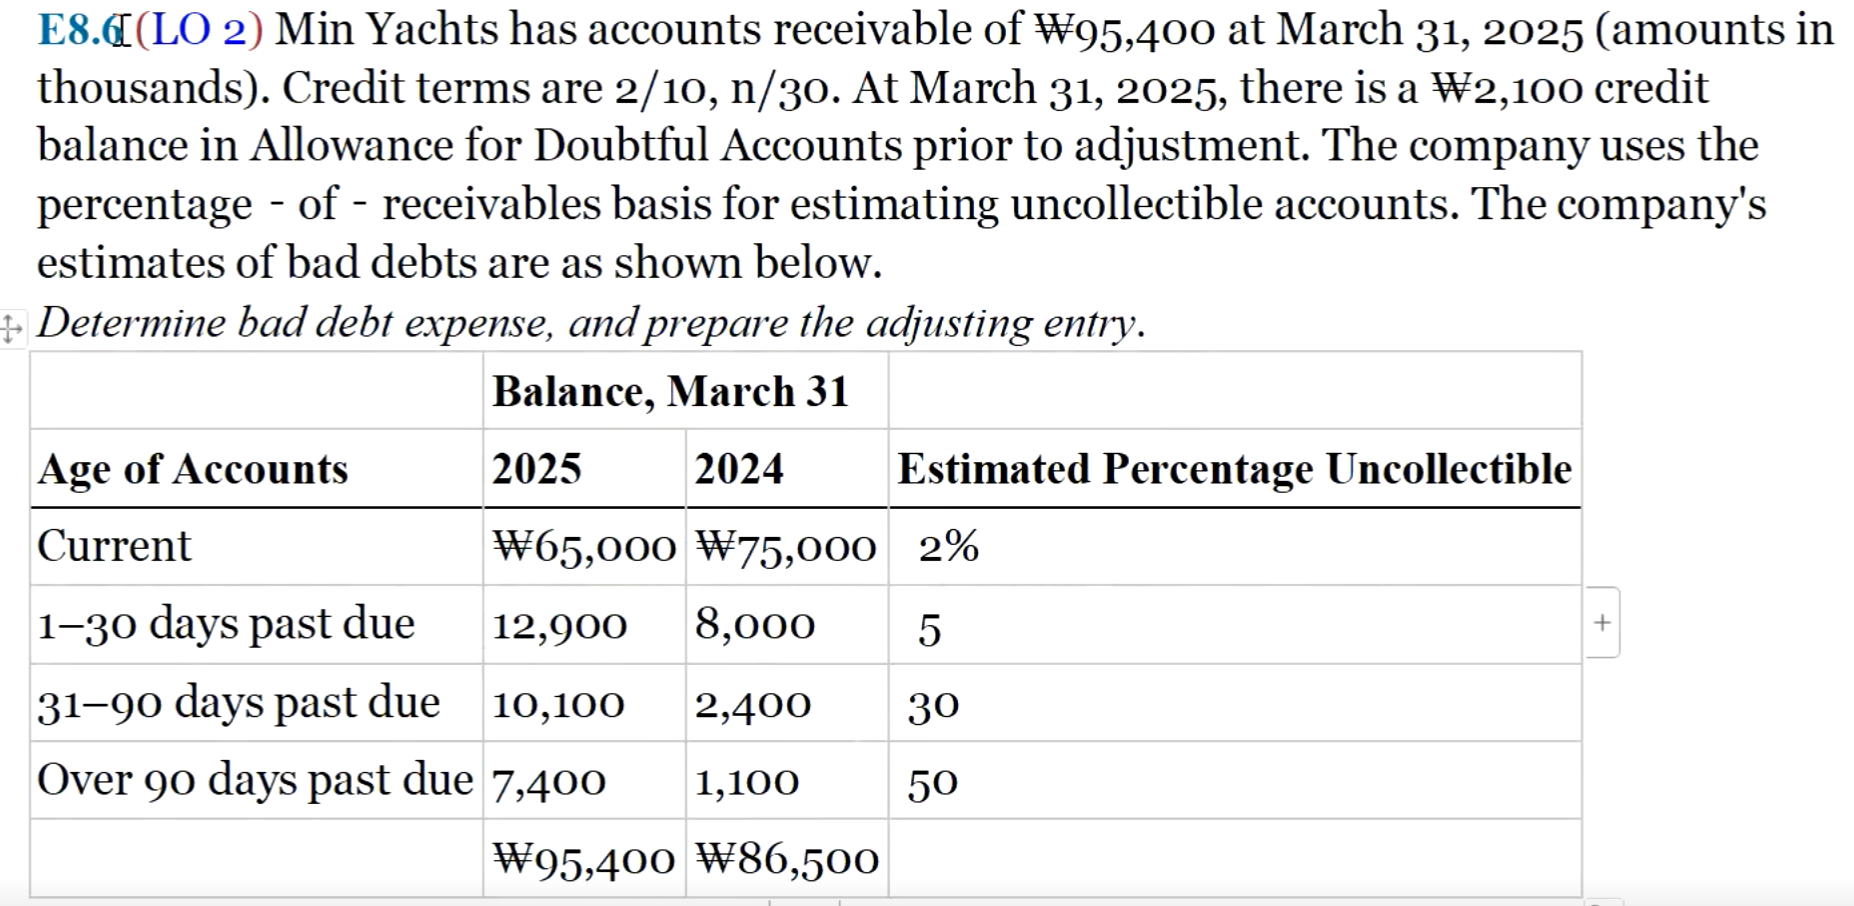 E8.6 (LO 2) Min Yachts has accounts receivable of ₩95,400 at March 31, 2025 (amounts in
thousands). Credit terms are 2/10, n/30. At March 31, 2025, there is a ₩2,100 credit
balance in Allowance for Doubtful Accounts prior to adjustment. The company uses the
percentage - of - receivables basis for estimating uncollectible accounts. The company's
estimates of bad debts are as shown below.
Determine bad debt expense, and prepare the adjusting entry.
Balance, March 31
Age of Accounts 2025 2024 Estimated Percentage Uncollectible
Current ₩65,000 ₩75,000 2%
1–30 days past due 12,900 8,000 5
31–90 days past due 10,100 2,400 30
Over 90 days past due 7,400 1,100 50
₩95,400 ₩86,500